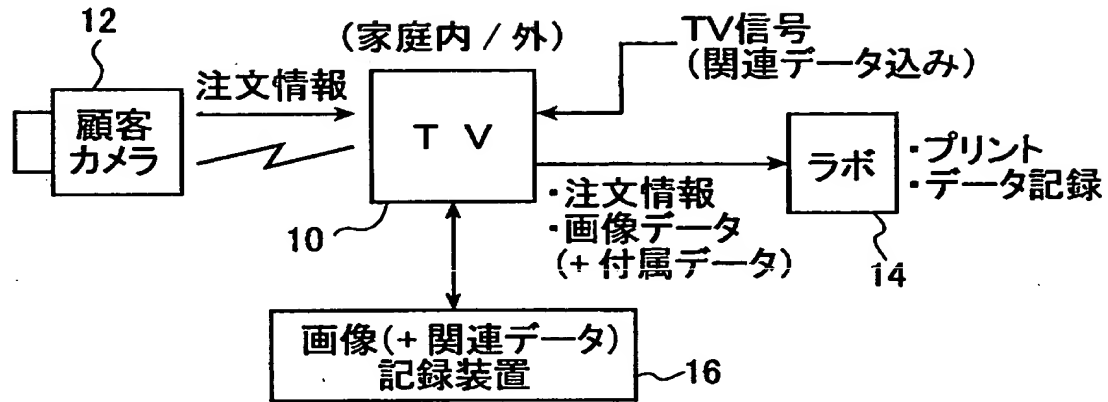 12
(家庭内 / 外)
TV信号
(関連データ込み)
注文情報
顧客
カメラ
TV
ラボ
・プリント
・データ記録
10
・注文情報
・画像データ
(+ 付属データ)
14
画像(+ 関連データ)
記録装置
16